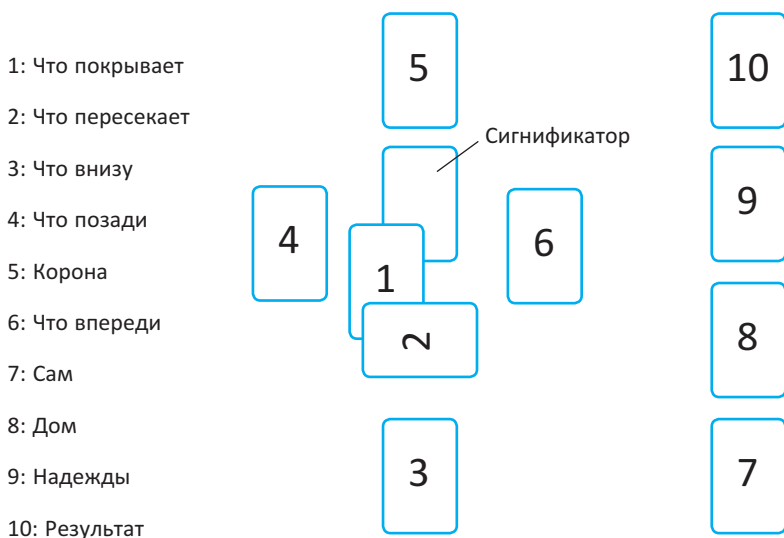 1: Что покрывает
2: Что пересекает
3: Что внизу
4: Что позади
5: Корона
6: Что впереди
7: Сам
8: Дом
9: Надежды
10: Результат
5
10
Сигнификатор
9
4
6
1
8
2
3
7